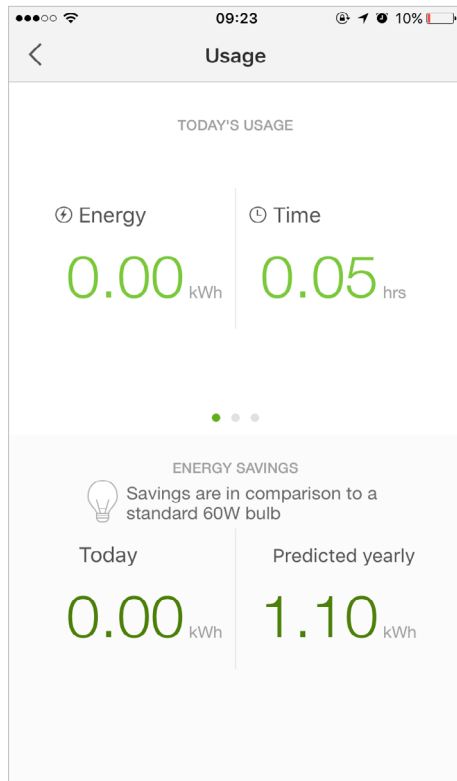 09:23
10%
Usage
TODAY'S USAGE
Energy
Time
0.00 kWh
0.05 hrs
ENERGY SAVINGS
Savings are in comparison to a
standard 60W bulb
Today
Predicted yearly
0.00 kWh
1.10 kWh